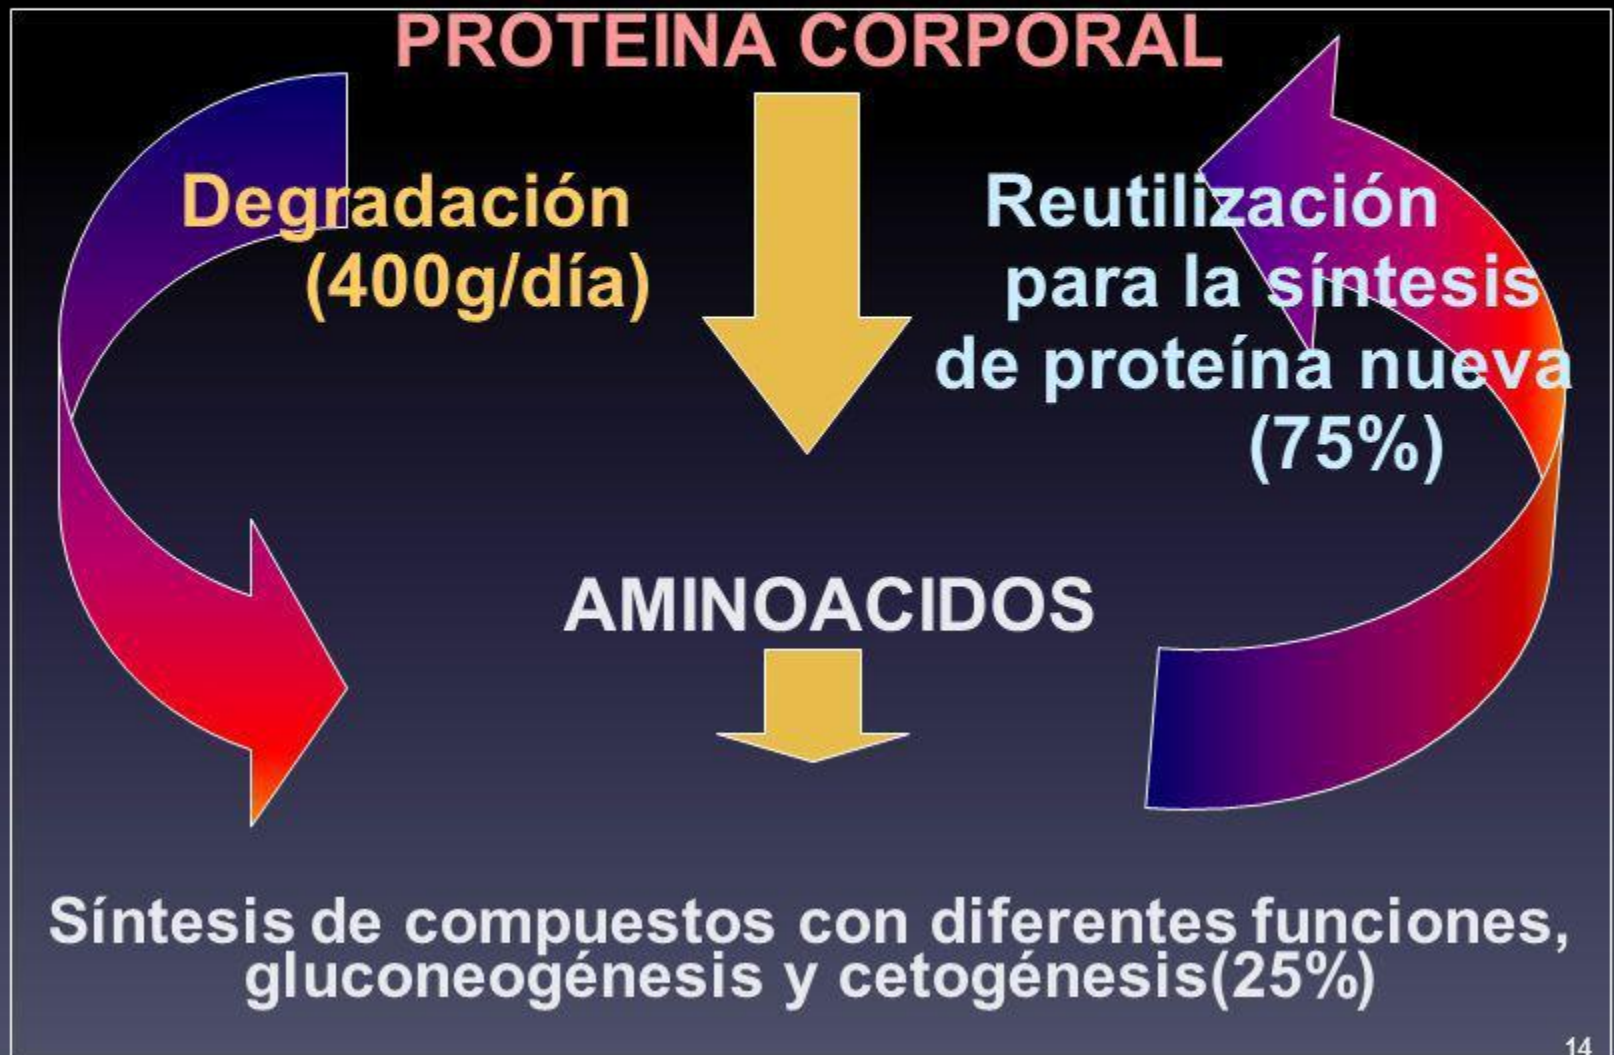 PROTEINA CORPORAL
Degradación
(400g/día)
Reutilización
para la síntesis
de proteína nueva
(75%)
AMINOACIDOS
Síntesis de compuestos con diferentes funciones,
gluconeogénesis y cetogénesis(25%)
14